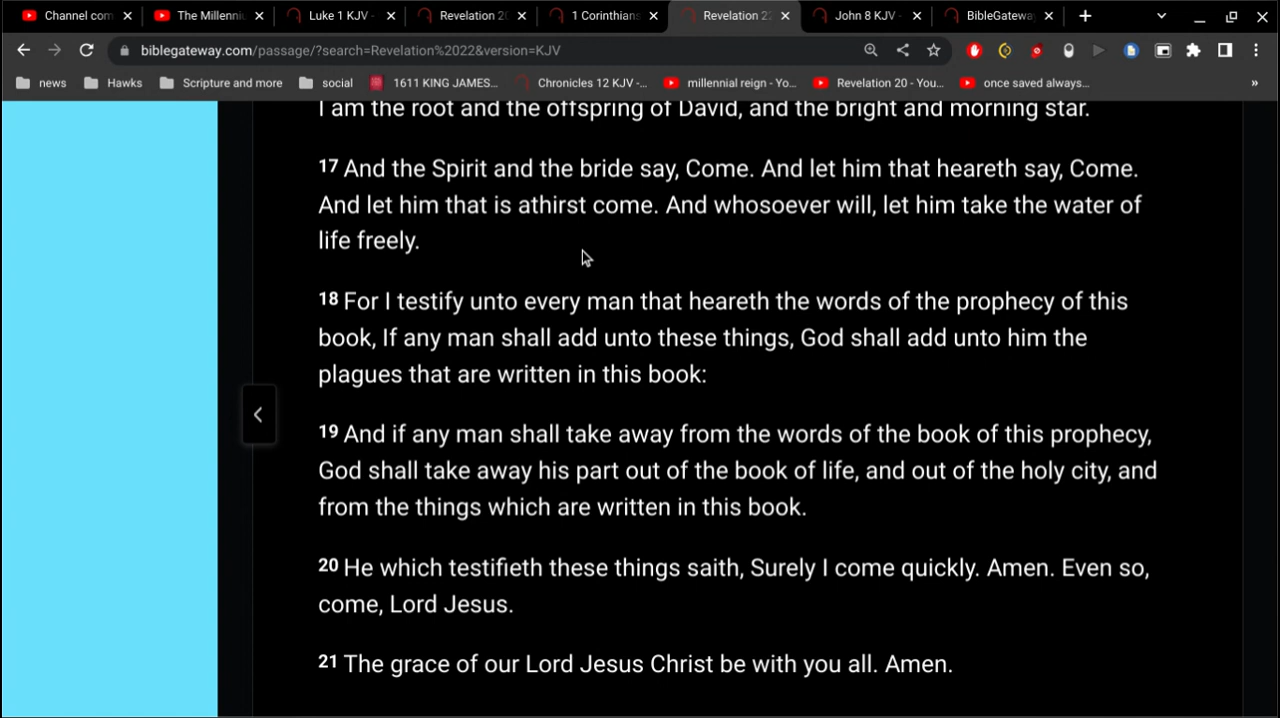 Channel com
The Millenni
Luke 1 KJV -
Revelation 20
1 Corinthians
Revelation 22
John 8 KJV -
BibleGateway
biblegateway.com/passage/?search=Revelation%2022&version=KJV
news
Hawks
Scripture and more
social
1611 KING JAMES...
Chronicles 12 KJV -...
millennial reign - Yo...
Revelation 20 - You...
once saved always...
»
I am the root and the offspring of David, and the bright and morning star.
17 And the Spirit and the bride say, Come. And let him that heareth say, Come.
And let him that is athirst come. And whosoever will, let him take the water of
life freely.
18 For I testify unto every man that heareth the words of the prophecy of this
book, If any man shall add unto these things, God shall add unto him the
plagues that are written in this book:
19 And if any man shall take away from the words of the book of this prophecy,
God shall take away his part out of the book of life, and out of the holy city, and
from the things which are written in this book.
20 He which testifieth these things saith, Surely I come quickly. Amen. Even so,
come, Lord Jesus.
21 The grace of our Lord Jesus Christ be with you all. Amen.